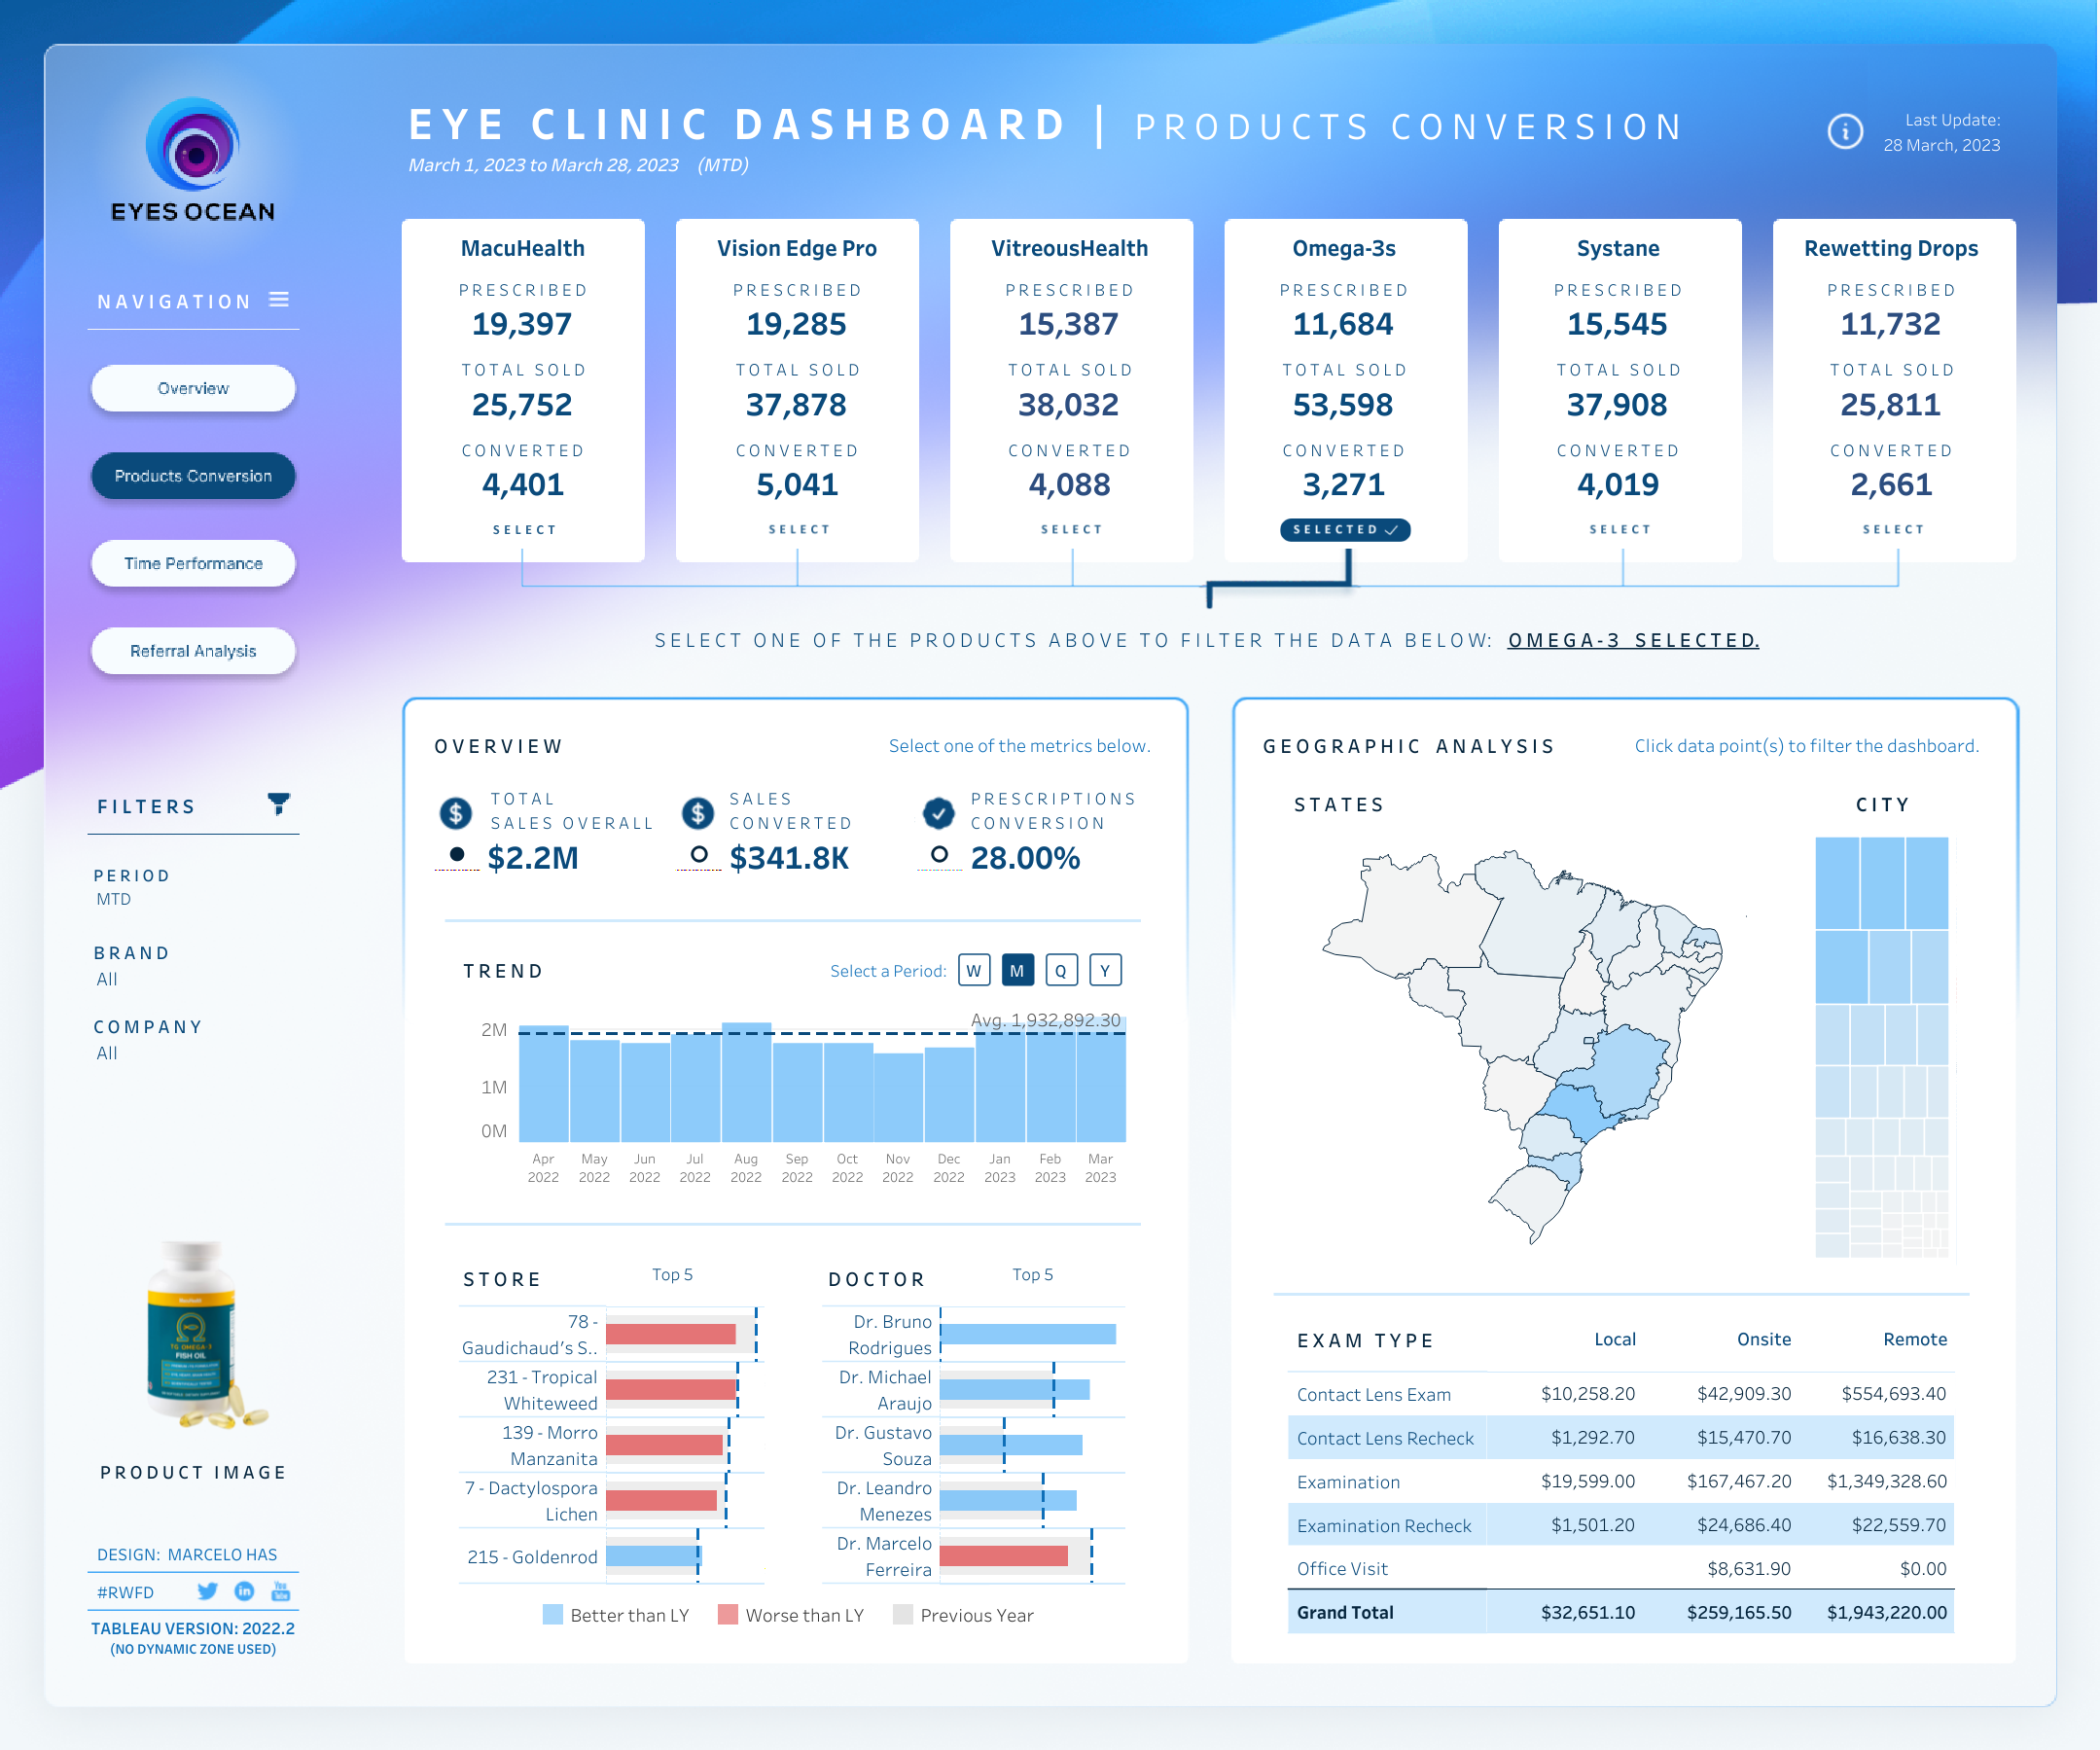 EYES OCEAN
EYE CLINIC DASHBOARD | PRODUCTS CONVERSION
March 1, 2023 to March 28, 2023 (MTD)
Last Update:
28 March, 2023
NAVIGATION
Overview
Products Conversion
Time Performance
Referral Analysis
FILTERS
PERIOD
MTD
BRAND
All
COMPANY
All
TG OMEGA-3
FISH OIL
PRODUCT IMAGE
DESIGN: MARCELO HAS
#RWFD
You
Tube
TABLEAU VERSION: 2022.2
(NO DYNAMIC ZONE USED)
MacuHealth
PRESCRIBED
19,397
TOTAL SOLD
25,752
CONVERTED
4,401
SELECT
Vision Edge Pro
PRESCRIBED
19,285
TOTAL SOLD
37,878
CONVERTED
5,041
SELECT
VitreousHealth
PRESCRIBED
15,387
TOTAL SOLD
38,032
CONVERTED
4,088
SELECT
Omega-3s
PRESCRIBED
11,684
TOTAL SOLD
53,598
CONVERTED
3,271
SELECTED
Systane
PRESCRIBED
15,545
TOTAL SOLD
37,908
CONVERTED
4,019
SELECT
Rewetting Drops
PRESCRIBED
11,732
TOTAL SOLD
25,811
CONVERTED
2,661
SELECT
SELECT ONE OF THE PRODUCTS ABOVE TO FILTER THE DATA BELOW: OMEGA-3 SELECTED.
OVERVIEW
Select one of the metrics below.
TOTAL
SALES OVERALL
$2.2M
SALES
CONVERTED
$341.8K
PRESCRIPTIONS
CONVERSION
28.00%
TREND
Select a Period: W M Q Y
Avg. 1,932,892.30
2M
1M
0M
Apr May Jun Jul Aug Sep Oct Nov Dec Jan Feb Mar
2022 2022 2022 2022 2022 2022 2022 2022 2022 2023 2023 2023
STORE Top 5
78 -
Gaudichaud's S..
231 - Tropical
Whiteweed
139 - Morro
Manzanita
7 - Dactylospora
Lichen
215 - Goldenrod
DOCTOR Top 5
Dr. Bruno
Rodrigues
Dr. Michael
Araujo
Dr. Gustavo
Souza
Dr. Leandro
Menezes
Dr. Marcelo
Ferreira
Better than LY Worse than LY Previous Year
GEOGRAPHIC ANALYSIS
Click data point(s) to filter the dashboard.
STATES
CITY
EXAM TYPE Local Onsite Remote
Contact Lens Exam $10,258.20 $42,909.30 $554,693.40
Contact Lens Recheck $1,292.70 $15,470.70 $16,638.30
Examination $19,599.00 $167,467.20 $1,349,328.60
Examination Recheck $1,501.20 $24,686.40 $22,559.70
Office Visit $8,631.90 $0.00
Grand Total $32,651.10 $259,165.50 $1,943,220.00